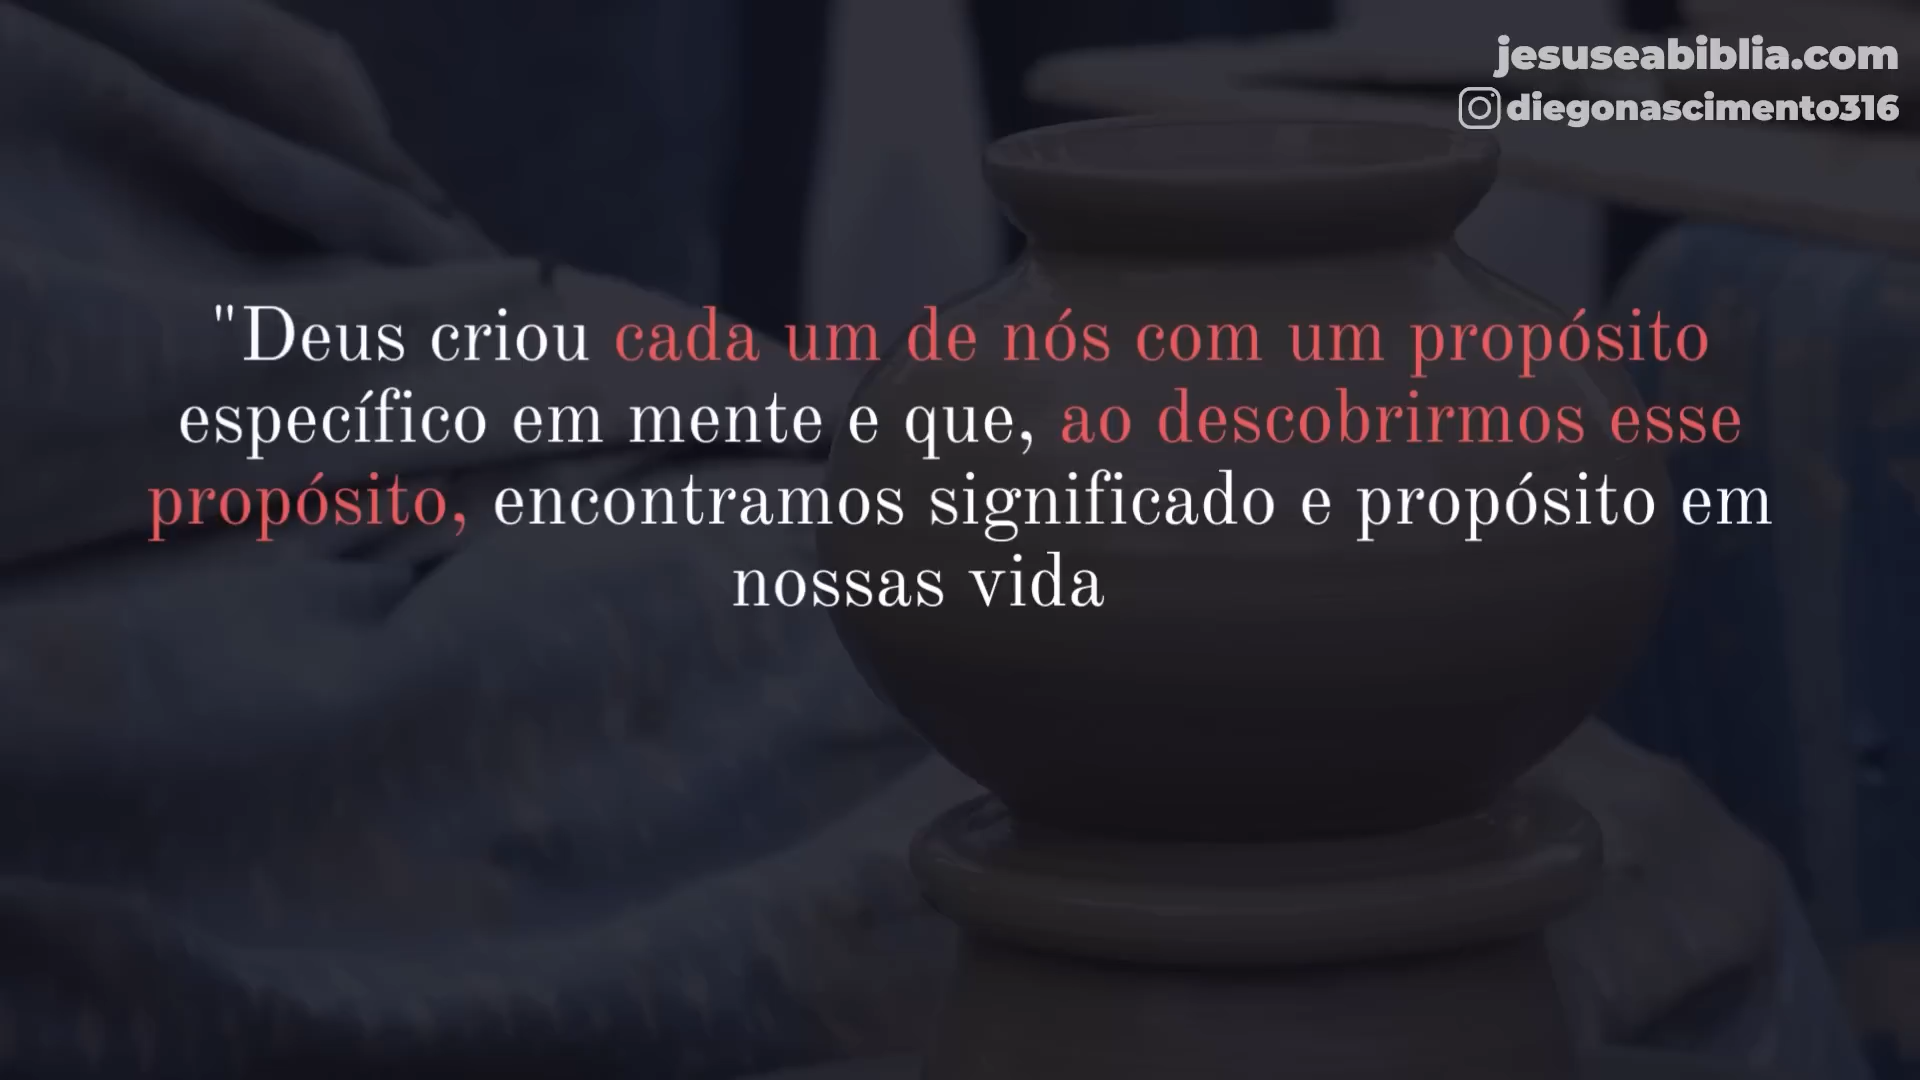 jesuseabiblia.com
diegonascimento316
"Deus criou cada um de nós com um propósito
específico em mente e que, ao descobrirmos esse
propósito, encontramos significado e propósito em
nossas vida